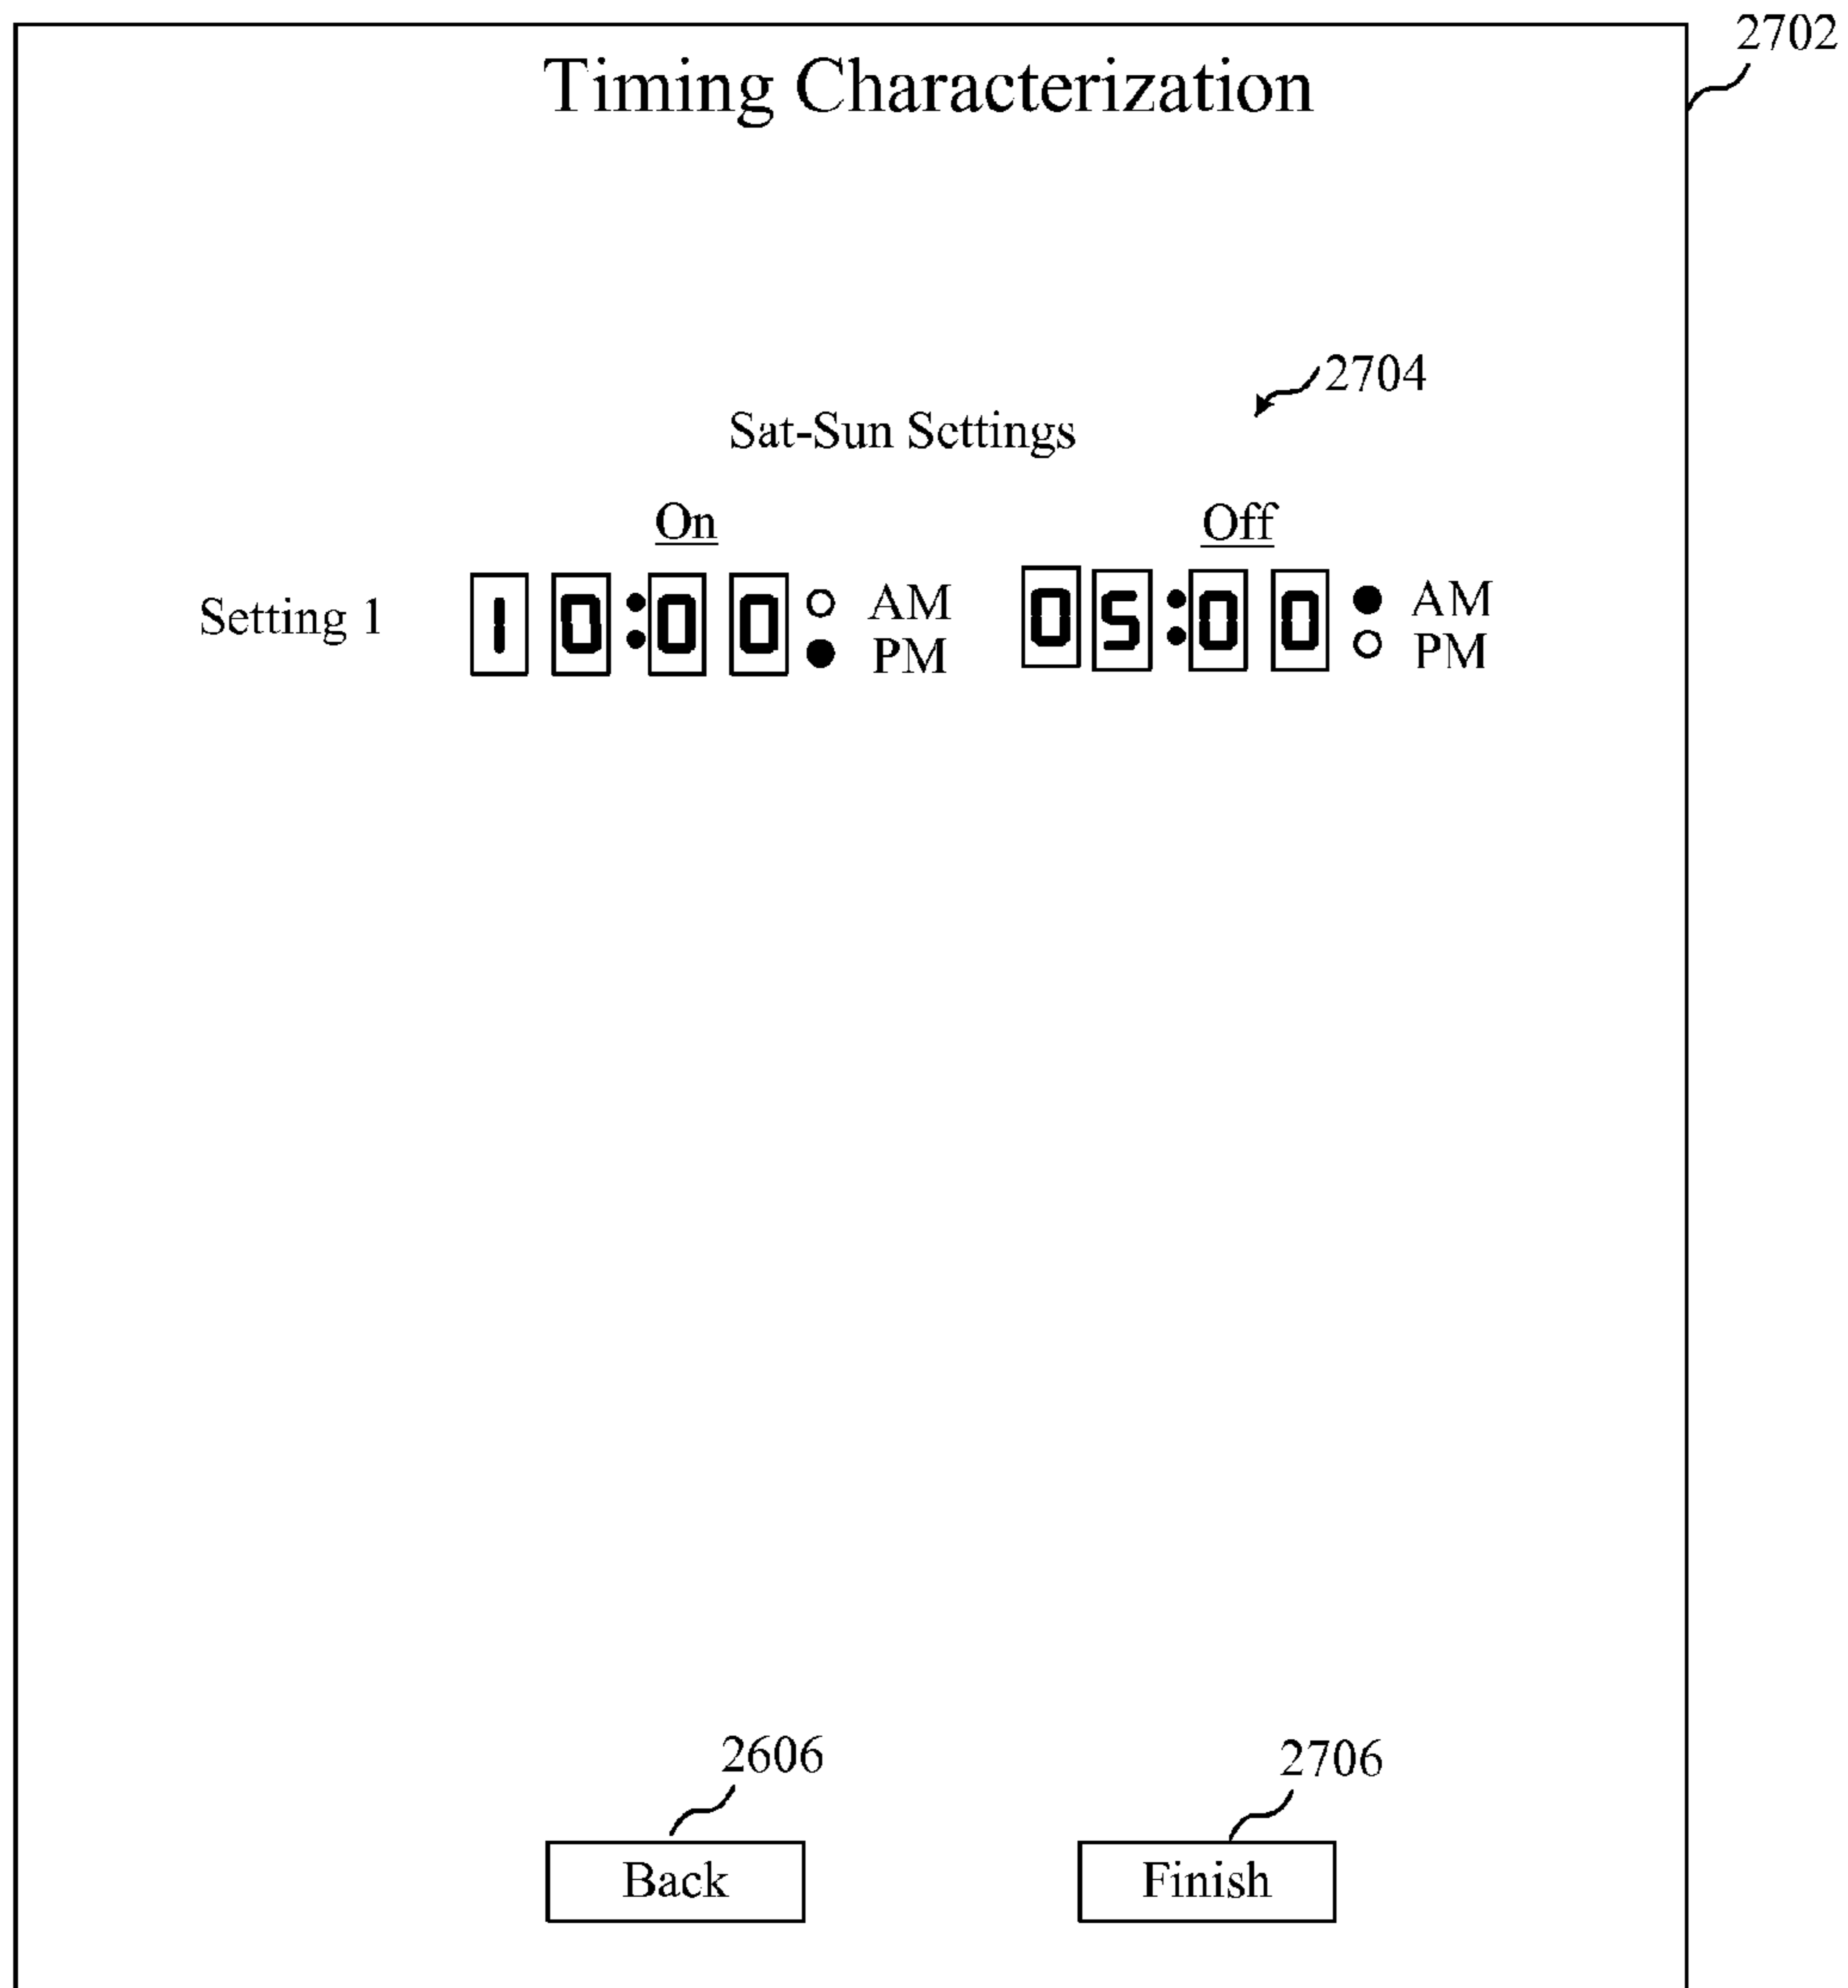 2702
Timing Characterization
2704
Sat-Sun Settings
On Off
Setting 1 10:00 AM PM 05:00 AM PM
2606 2706
Back Finish